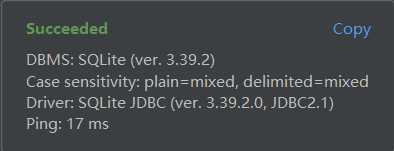 Succeeded Copy
DBMS: SQLite (ver. 3.39.2)
Case sensitivity: plain=mixed, delimited=mixed
Driver: SQLite JDBC (ver. 3.39.2.0, JDBC2.1)
Ping: 17 ms